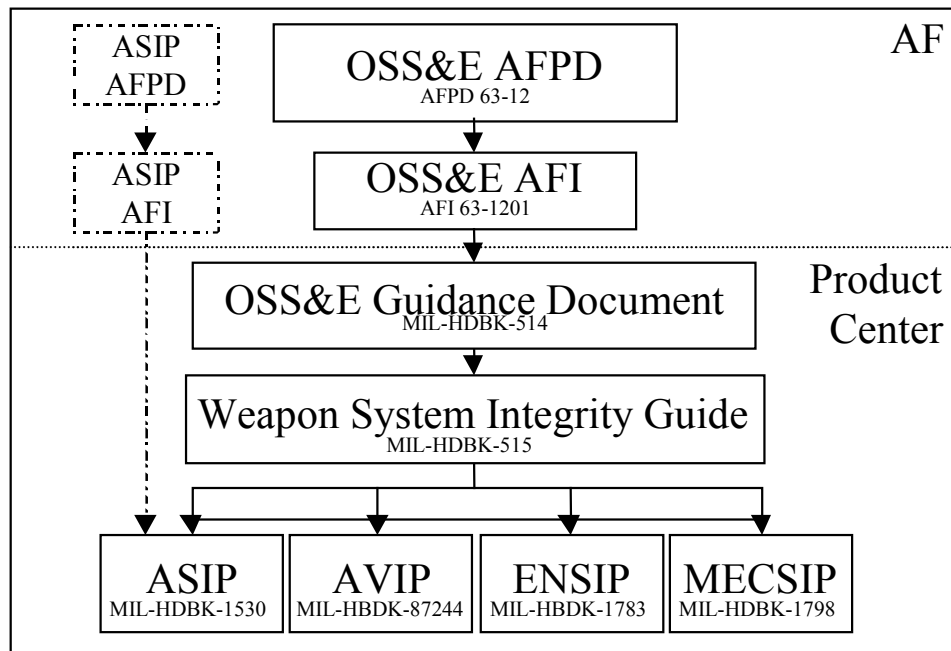 AF
ASIP
AFPD
OSS&E AFPD
AFPD 63-12
ASIP
AFI
OSS&E AFI
AFI 63-1201
Product
Center
OSS&E Guidance Document
MIL-HDBK-514
Weapon System Integrity Guide
MIL-HDBK-515
ASIP
MIL-HDBK-1530
AVIP
MIL-HBDK-87244
ENSIP
MIL-HBDK-1783
MECSIP
MIL-HDBK-1798